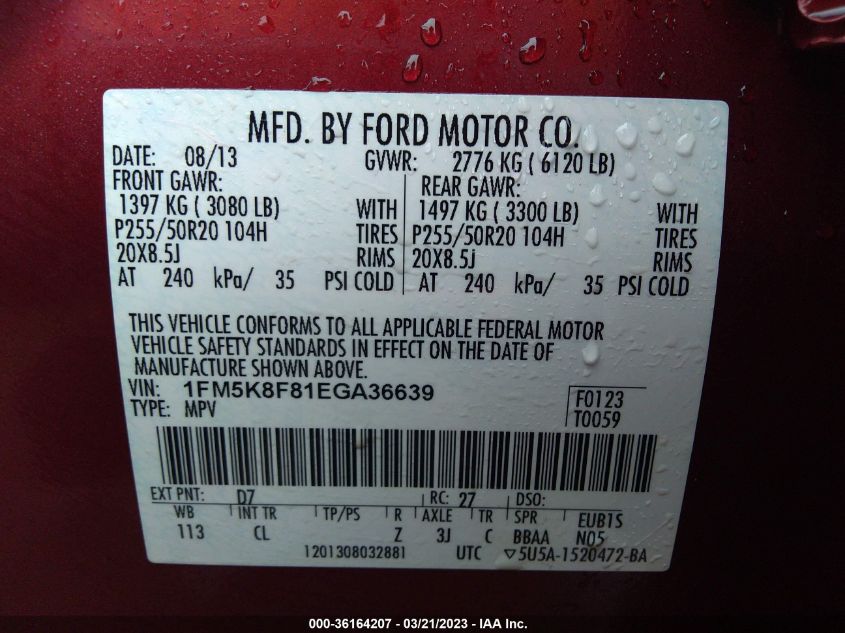 MFD. BY FORD MOTOR CO.
DATE: 08/13 GVWR: 2776 KG ( 6120 LB)
FRONT GAWR: REAR GAWR:
1397 KG ( 3080 LB) WITH 1497 KG ( 3300 LB) WITH
P255/50R20 104H TIRES P255/50R20 104H TIRES
20X8.5J RIMS 20X8.5J RIMS
AT 240 kPa/ 35 PSI COLD AT 240 kPa/ 35 PSI COLD
THIS VEHICLE CONFORMS TO ALL APPLICABLE FEDERAL MOTOR
VEHICLE SAFETY STANDARDS IN EFFECT ON THE DATE OF
MANUFACTURE SHOWN ABOVE.
VIN: 1FM5K8F81EGA36639 F0123
TYPE: MPV T0059
EXT PNT: D7 RC: 27 DSO:
WB INT TR TP/PS R AXLE TR SPR EUB1S
113 CL Z 3J C BBAA N05
1201308032881 UTC ▽5U5A-1520472-BA
000-36164207 - 03/21/2023 - IAA Inc.